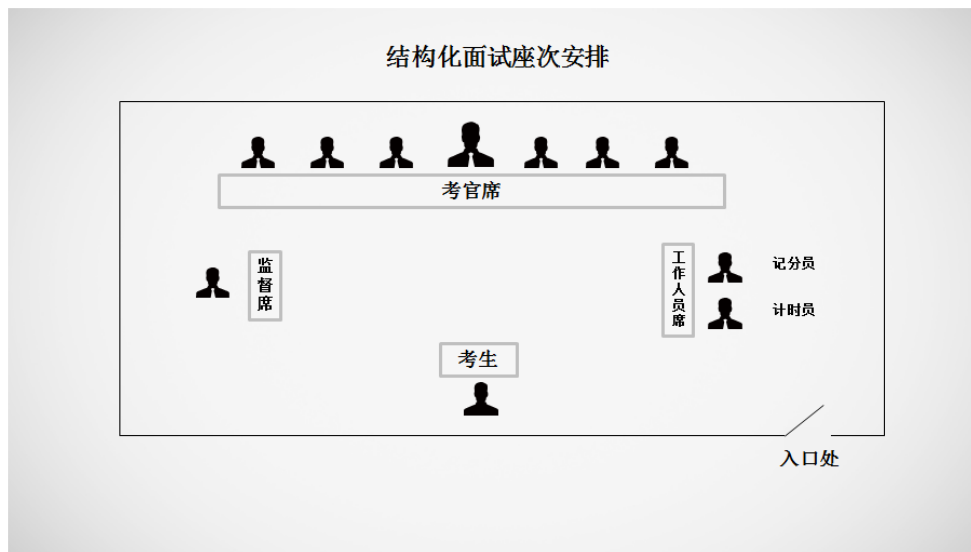 结构化面试座次安排
考官席
监督席
工作人员席
记分员
计时员
考生
入口处